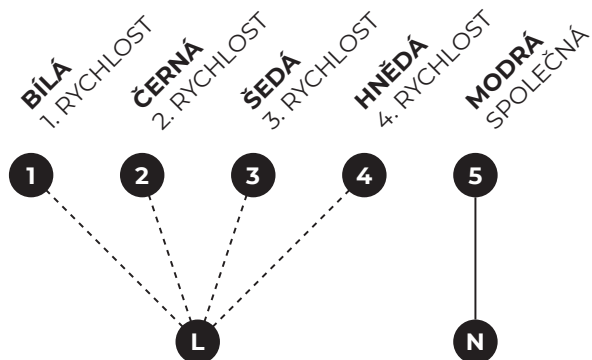 BÍLÁ
1. RYCHLOST
ČERNÁ
2. RYCHLOST
ŠEDÁ
3. RYCHLOST
HNĚDÁ
4. RYCHLOST
MODRÁ
SPOLEČNÁ
1
2
3
4
5
L
N